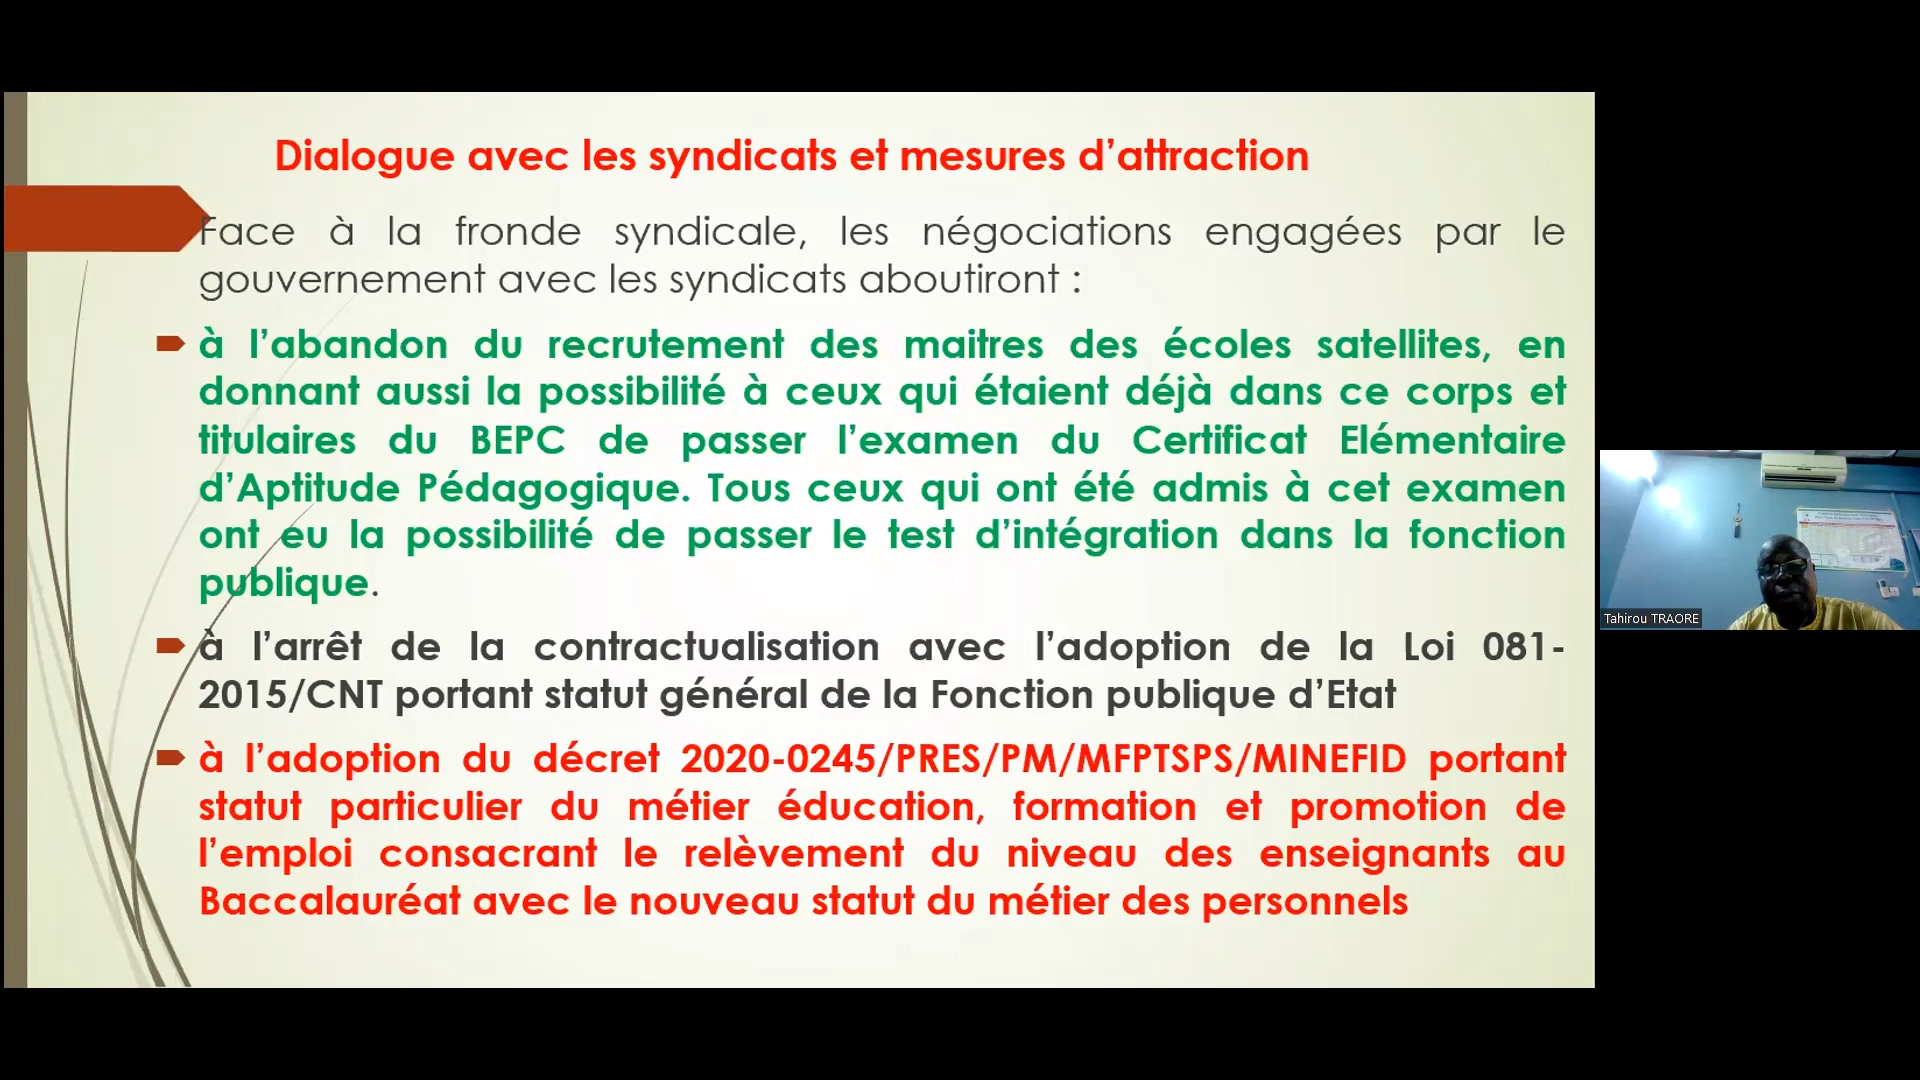 Dialogue avec les syndicats et mesures d’attraction
Face à la fronde syndicale, les négociations engagées par le
gouvernement avec les syndicats aboutiront :
à l’abandon du recrutement des maitres des écoles satellites, en
donnant aussi la possibilité à ceux qui étaient déjà dans ce corps et
titulaires du BEPC de passer l’examen du Certificat Elémentaire
d’Aptitude Pédagogique. Tous ceux qui ont été admis à cet examen
ont eu la possibilité de passer le test d’intégration dans la fonction
publique.
à l’arrêt de la contractualisation avec l’adoption de la Loi 081-
2015/CNT portant statut général de la Fonction publique d’Etat
à l’adoption du décret 2020-0245/PRES/PM/MFPTSPS/MINEFID portant
statut particulier du métier éducation, formation et promotion de
l’emploi consacrant le relèvement du niveau des enseignants au
Baccalauréat avec le nouveau statut du métier des personnels
Tahirou TRAORE